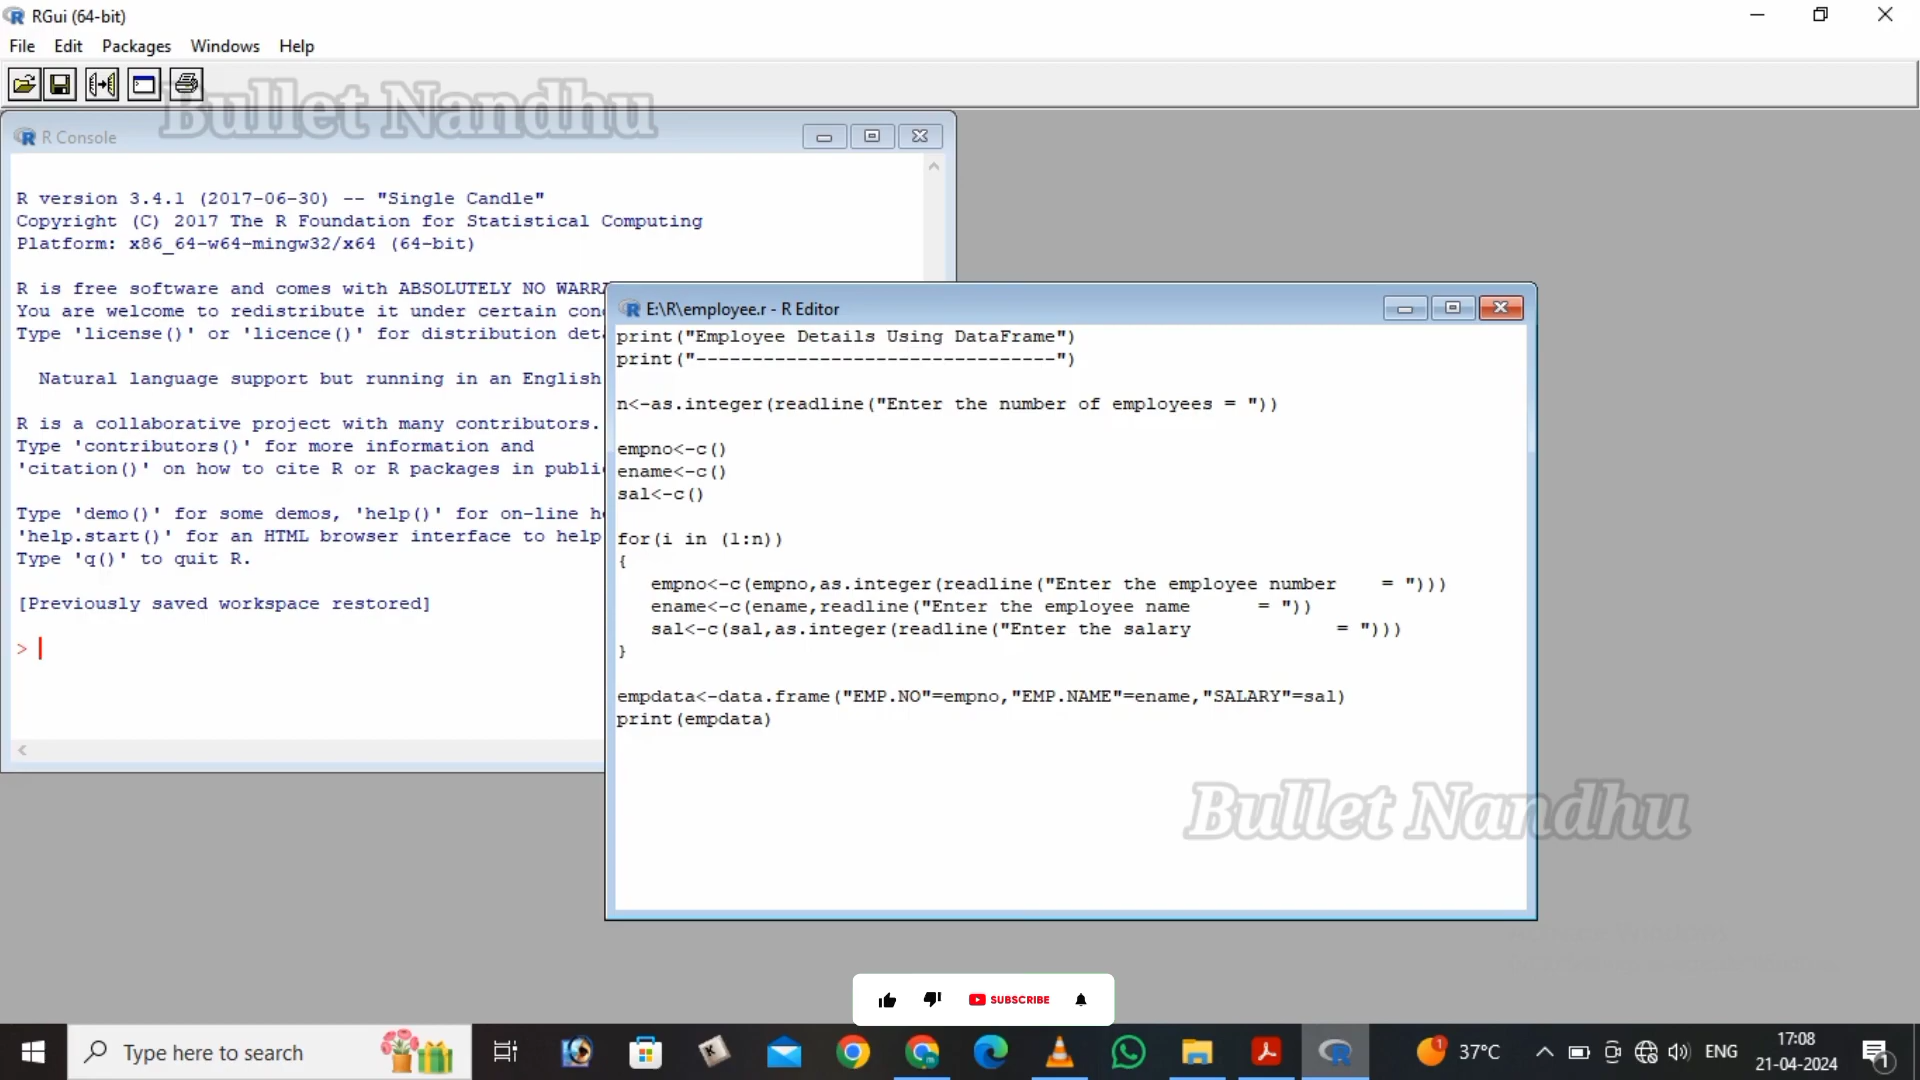 RGui (64-bit)
File Edit Packages Windows Help
Bullet Nandhu
R Console
R version 3.4.1 (2017-06-30) -- "Single Candle"
Copyright (C) 2017 The R Foundation for Statistical Computing
Platform: x86_64-w64-mingw32/x64 (64-bit)
R is free software and comes with ABSOLUTELY NO
You are welcome to redistribute it under certain
Type 'license()' or 'licence()' for distribution
Natural language support but running in an English
R is a collaborative project with many contributors.
Type 'contributors()' for more information and
'citation()' on how to cite R or R packages in
Type 'demo()' for some demos, 'help()' for on-line
'help.start()' for an HTML browser interface to help
Type 'q()' to quit R.
[Previously saved workspace restored]
>
E:\R\employee.r - R Editor
print("Employee Details Using DataFrame")
print("--------------------------------")
n<-as.integer(readline("Enter the number of employees = "))
empno<-c()
ename<-c()
sal<-c()
for(i in (1:n))
{
empno<-c(empno,as.integer(readline("Enter the employee number    = ")))
ename<-c(ename,readline("Enter the employee name      = "))
sal<-c(sal,as.integer(readline("Enter the salary             = ")))
}
empdata<-data.frame("EMP.NO"=empno,"EMP.NAME"=ename,"SALARY"=sal)
print(empdata)
Bullet Nandhu
SUBSCRIBE
Type here to search
37°C
ENG
17:08
21-04-2024
1